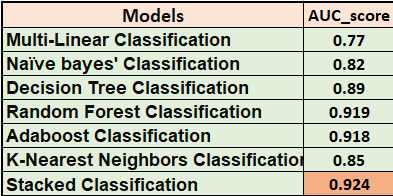 Models AUC_score
Multi-Linear Classification 0.77
Naïve bayes' Classification 0.82
Decision Tree Classification 0.89
Random Forest Classification 0.919
Adaboost Classification 0.918
K-Nearest Neighbors Classification 0.85
Stacked Classification 0.924